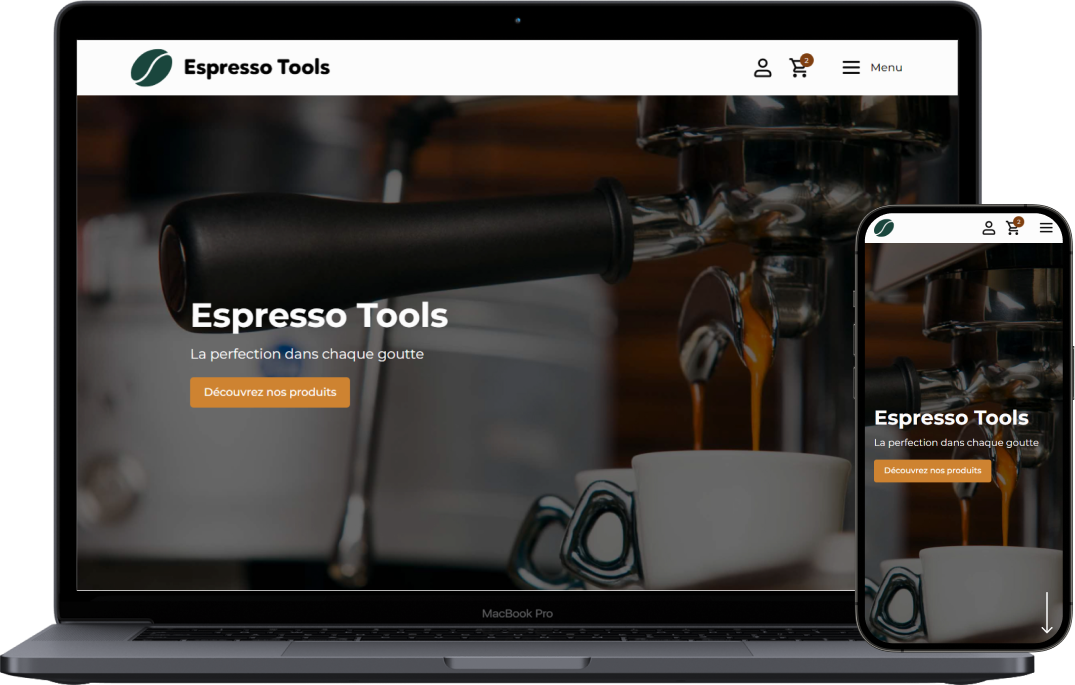 Espresso Tools
2
Menu
Espresso Tools
La perfection dans chaque goutte
Découvrez nos produits
MacBook Pro
2
Espresso Tools
La perfection dans chaque goutte
Découvrez nos produits